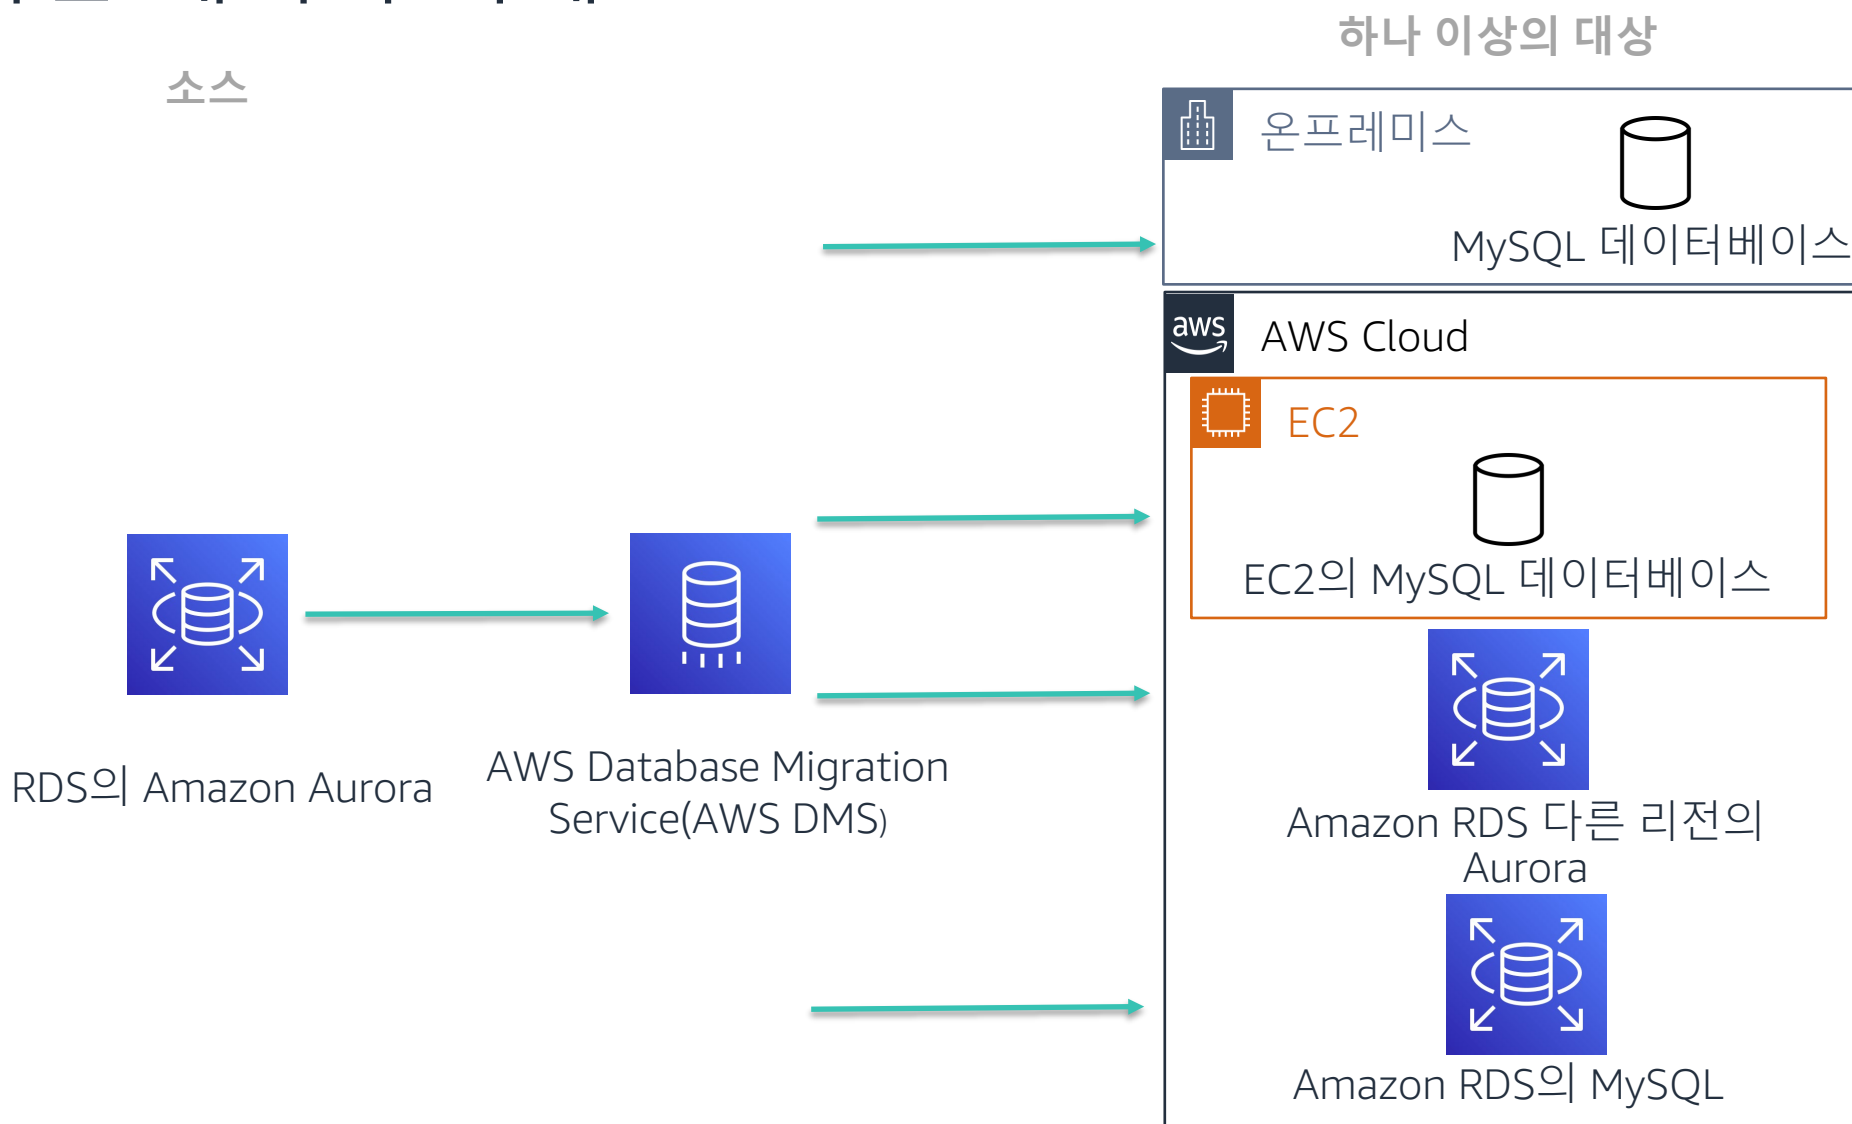 하나 이상의 대상
소스
온프레미스
MySQL 데이터베이스
aws
AWS Cloud
EC2
EC2의 MySQL 데이터베이스
RDS의 Amazon Aurora
AWS Database Migration
Service(AWS DMS)
Amazon RDS 다른 리전의
Aurora
Amazon RDS의 MySQL